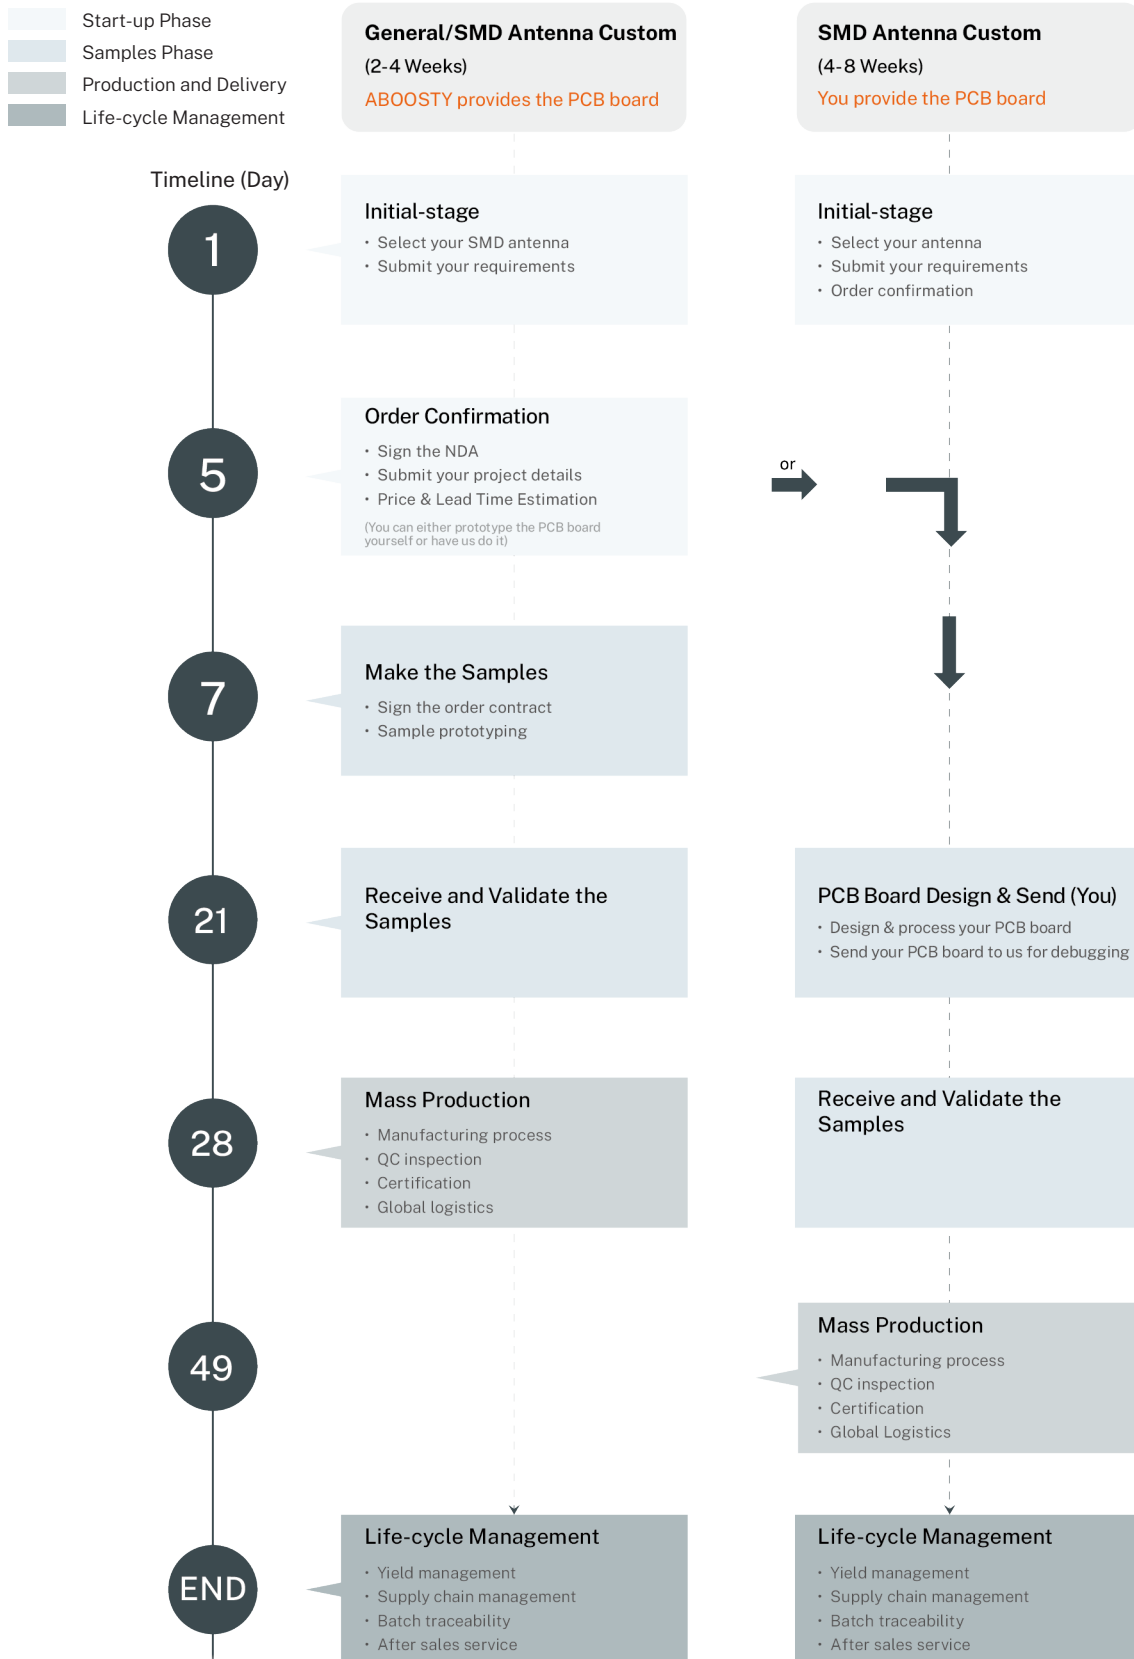 Start-up Phase
Samples Phase
Production and Delivery
Life-cycle Management
General/SMD Antenna Custom
(2-4 Weeks)
ABOOSTY provides the PCB board
SMD Antenna Custom
(4-8 Weeks)
You provide the PCB board
Timeline (Day)
1
Initial-stage
• Select your SMD antenna
• Submit your requirements
Initial-stage
• Select your antenna
• Submit your requirements
• Order confirmation
5
Order Confirmation
• Sign the NDA
• Submit your project details
• Price & Lead Time Estimation
(You can either prototype the PCB board
yourself or have us do it)
or
7
Make the Samples
• Sign the order contract
• Sample prototyping
21
Receive and Validate the
Samples
PCB Board Design & Send (You)
• Design & process your PCB board
• Send your PCB board to us for debugging
28
Mass Production
• Manufacturing process
• QC inspection
• Certification
• Global logistics
Receive and Validate the
Samples
49
Mass Production
• Manufacturing process
• QC inspection
• Certification
• Global Logistics
END
Life-cycle Management
• Yield management
• Supply chain management
• Batch traceability
• After sales service
Life-cycle Management
• Yield management
• Supply chain management
• Batch traceability
• After sales service